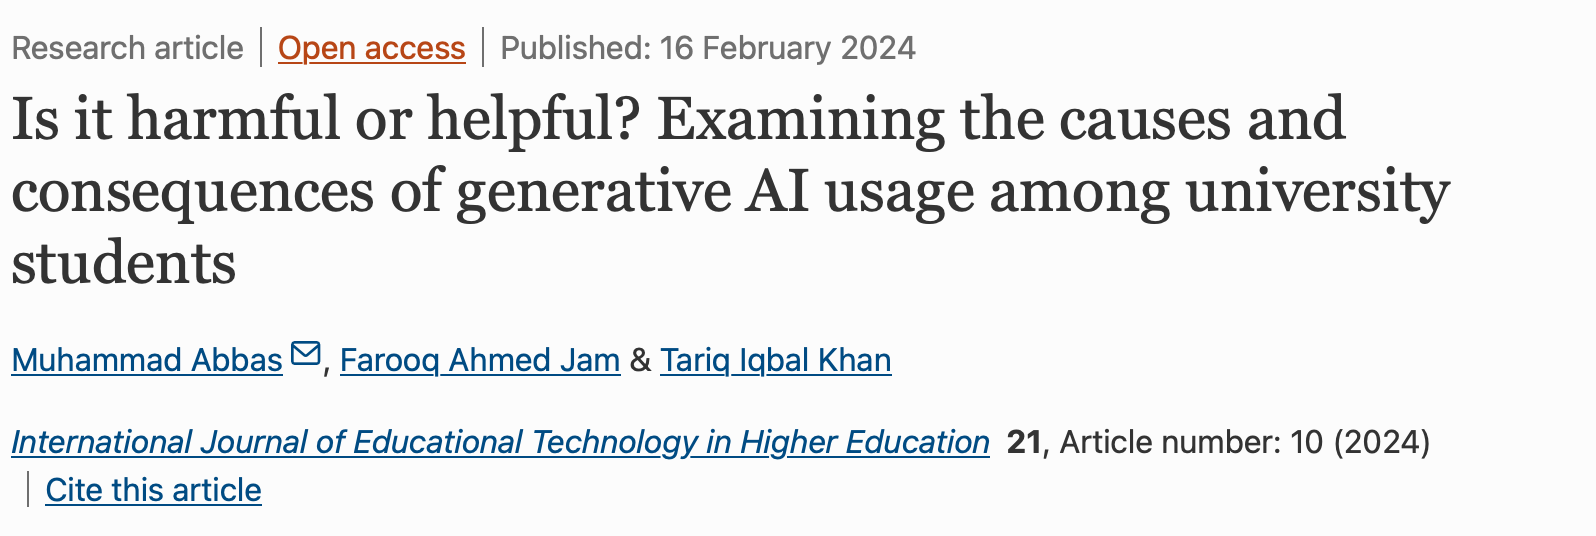 Research article | Open access | Published: 16 February 2024
Is it harmful or helpful? Examining the causes and
consequences of generative AI usage among university
students
Muhammad Abbas, Farooq Ahmed Jam & Tariq Iqbal Khan
International Journal of Educational Technology in Higher Education 21, Article number: 10 (2024)
| Cite this article